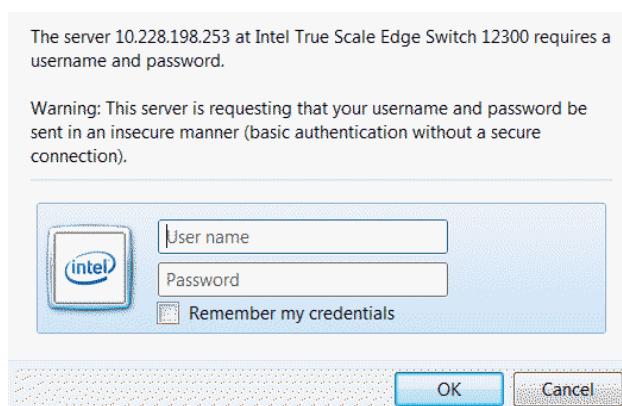 The server 10.228.198.253 at Intel True Scale Edge Switch 12300 requires a
username and password.
Warning: This server is requesting that your username and password be
sent in an insecure manner (basic authentication without a secure
connection).
User name
intel
Password
Remember my credentials
OK
Cancel